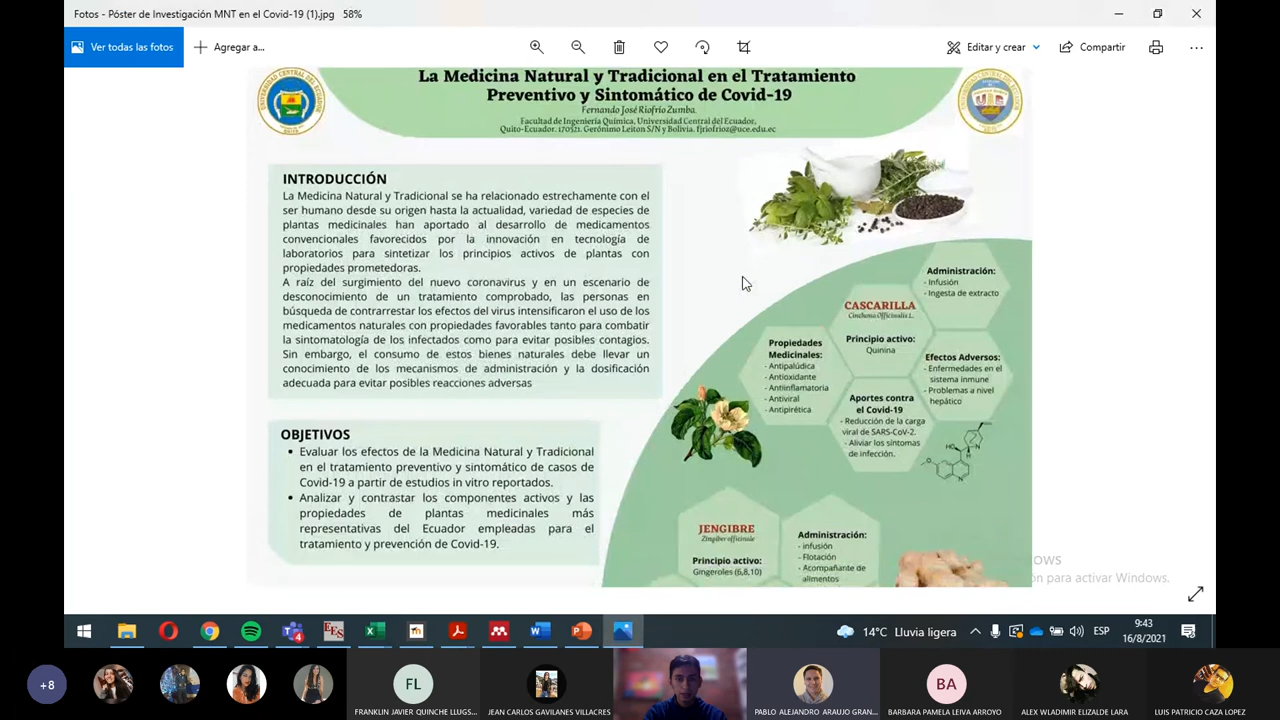 Fotos - Póster de Investigación MNT en el Covid-19 (1).jpg   58%
Ver todas las fotos
Agregar a...
Editar y crear
Compartir
La Medicina Natural y Tradicional en el Tratamiento
Preventivo y Sintomático de Covid-19
Fernando José Riofrío Zumba.
Facultad de Ingeniería Química, Universidad Central del Ecuador,
Quito-Ecuador. 170521. Gerónimo Leiton S/N y Bolivia. fjriofrioz@uce.edu.ec
INTRODUCCIÓN
La Medicina Natural y Tradicional se ha relacionado estrechamente con el
ser humano desde su origen hasta la actualidad, variedad de especies de
plantas medicinales han aportado al desarrollo de medicamentos
convencionales favorecidos por la innovación en tecnología de
laboratorios para sintetizar los principios activos de plantas con
propiedades prometedoras.
A raíz del surgimiento del nuevo coronavirus y en un escenario de
desconocimiento de un tratamiento comprobado, las personas en
búsqueda de contrarrestar los efectos del virus intensificaron el uso de los
medicamentos naturales con propiedades favorables tanto para combatir
la sintomatología de los infectados como para evitar posibles contagios.
Sin embargo, el consumo de estos bienes naturales debe llevar un
conocimiento de los mecanismos de administración y la dosificación
adecuada para evitar posibles reacciones adversas
OBJETIVOS
• Evaluar los efectos de la Medicina Natural y Tradicional
en el tratamiento preventivo y sintomático de casos de
Covid-19 a partir de estudios in vitro reportados.
• Analizar y contrastar los componentes activos y las
propiedades de plantas medicinales más
representativas del Ecuador empleadas para el
tratamiento y prevención de Covid-19.
Administración:
- Infusión
- Ingesta de extracto
CASCARILLA
Cinchona Officinalis L.
Principio activo:
Quinina
Propiedades
Medicinales:
- Antipalúdica
- Antioxidante
- Antiinflamatoria
- Antiviral
- Antipirética
Efectos Adversos:
- Enfermedades en el
sistema inmune
- Problemas a nivel
hepático
Aportes contra
el Covid-19
- Reducción de la carga
viral de SARS-CoV-2.
- Aliviar los síntomas
de infección.
HO
H
N
O
N
JENGIBRE
Zingiber officinale
Principio activo:
Gingeroles (6,8,10)
Administración:
- infusión
- Flotación
- Acompañante de
alimentos
para activar Windows.
14°C Lluvia ligera
ESP
9:43
16/8/2021
+8
FL
FRANKLIN JAVIER QUINCHE LLUGS...
JEAN CARLOS GAVILANES VILLACRES
PABLO ALEJANDRO ARAUJO GRAN...
BA
BARBARA PAMELA LEIVA ARROYO
ALEX WLADIMIR ELIZALDE LARA
LUIS PATRICIO CAZA LOPEZ